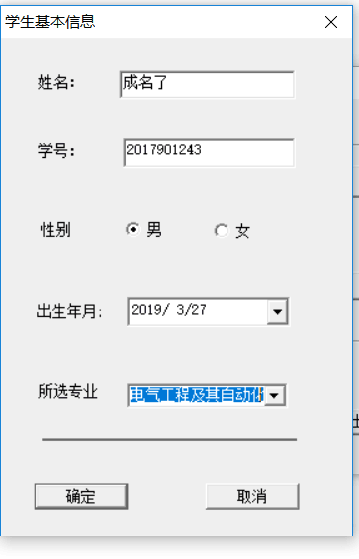 学生基本信息
姓名: 成名了
学号: 2017901243
性别 男 女
出生年月: 2019/ 3/27
所选专业 电气工程及其自动化
确定 取消